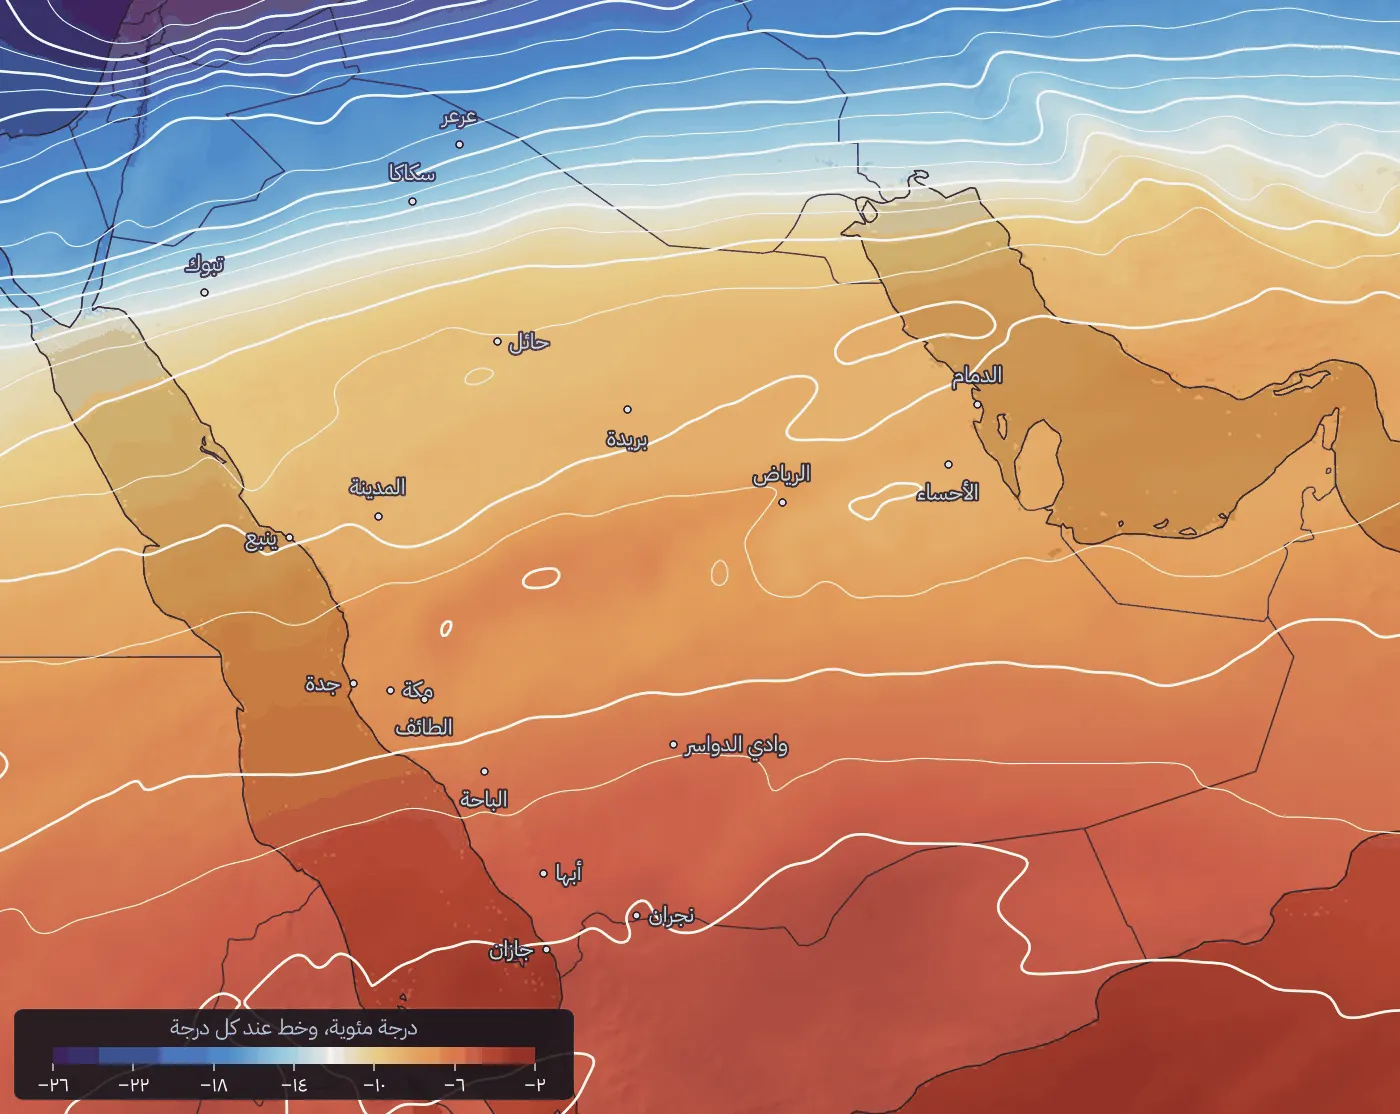 عرعر
سكاكا
تبوك
حائل
الدمام
بريدة
الرياض
الأحساء
المدينة
ينبع
جدة
مكة
الطائف
وادي الدواسر
الباحة
أبها
نجران
جازان
درجة مئوية، وخط عند كل درجة
−٢٦ −٢٢ −١٨ −١٤ −١٠ −٦ −٢